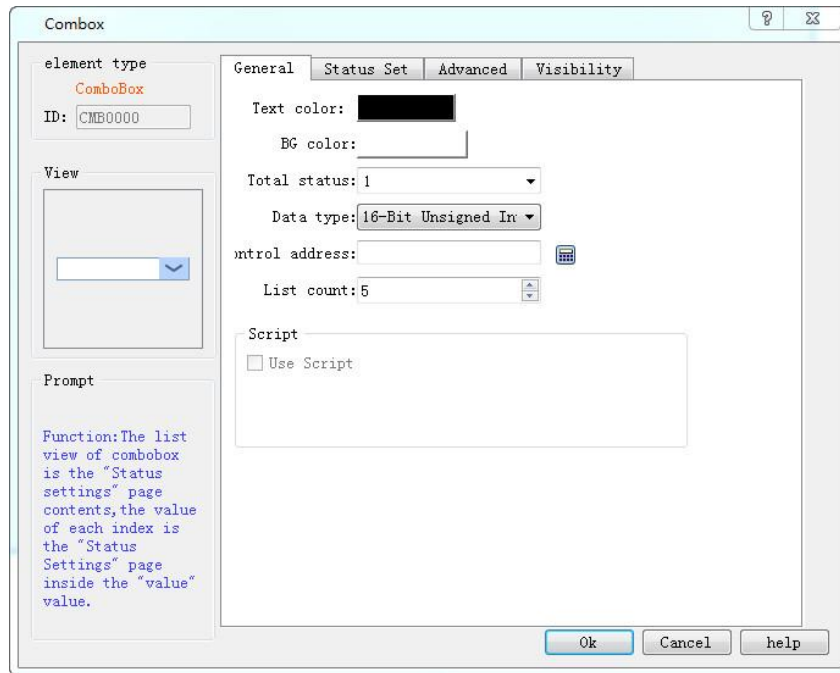 Combox
element type
ComboBox
ID: CMB0000
View
Prompt
Function:The list
view of combobox
is the "Status
settings" page
contents,the value
of each index is
the "Status
Settings" page
inside the "value"
value.
General Status Set Advanced Visibility
Text color:
BG color:
Total status: 1
Data type: 16-Bit Unsigned In
ontrol address:
List count: 5
Script
Use Script
Ok Cancel help